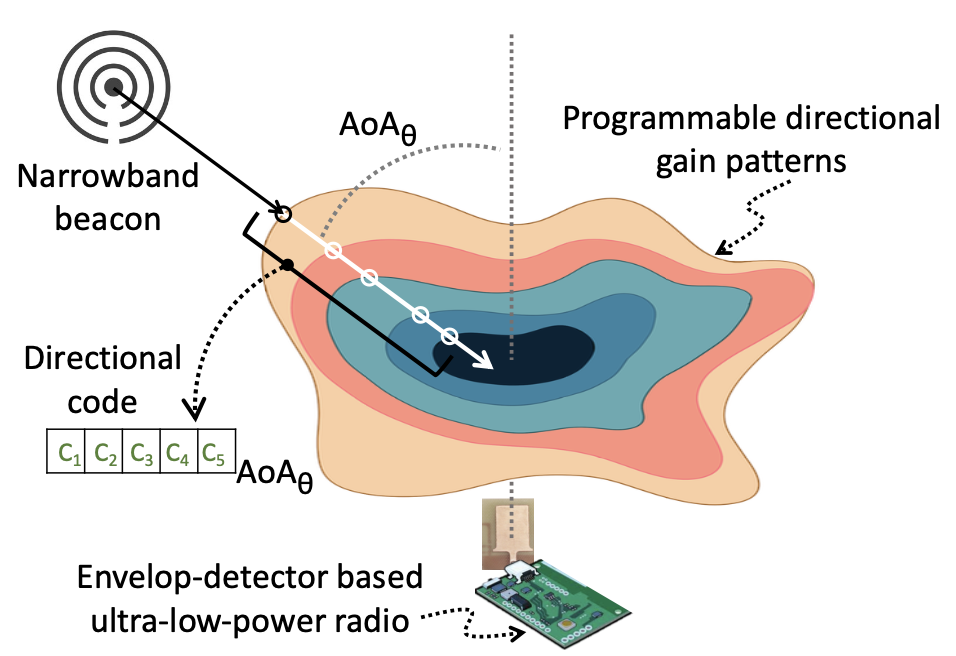 AoAθ
Programmable directional
gain patterns
Narrowband
beacon
Directional
code
C₁ C₂ C₃ C₄ C₅
AoAθ
Envelop-detector based
ultra-low-power radio